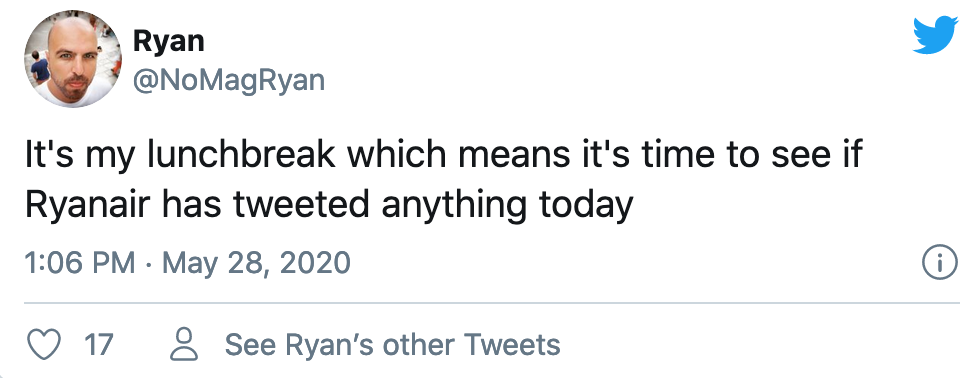 Ryan
@NoMagRyan
It's my lunchbreak which means it's time to see if
Ryanair has tweeted anything today
1:06 PM · May 28, 2020
17
See Ryan’s other Tweets